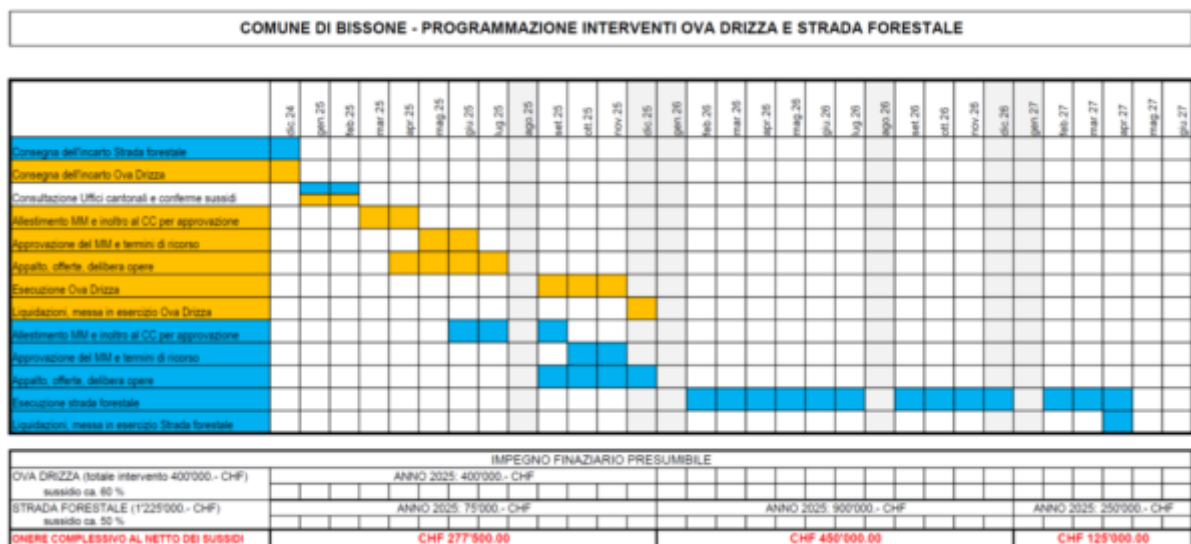 COMUNE DI BISSONE - PROGRAMMAZIONE INTERVENTI OVA DRIZZA E STRADA FORESTALE
dic.24 gen.25 feb.25 mar.25 apr.25 mag.25 giu.25 lug.25 ago.25 set.25 ott.25 nov.25 dic.25 gen.26 feb.26 mar.26 apr.26 mag.26 giu.26 lug.26 ago.26 set.26 ott.26 nov.26 dic.26 gen.27 feb.27 mar.27 apr.27 mag.27 giu.27
Consegna dell'incarto Strada forestale
Consegna dell'incarto Ova Drizza
Consultazione Uffici cantonali e conferme sussidi
Allestimento MM e inoltro al CC per approvazione
Approvazione del MM e termini di ricorso
Appalto, offerte, delibera opere
Esecuzione Ova Drizza
Liquidazioni, messa in esercizio Ova Drizza
Allestimento MM e inoltro al CC per approvazione
Approvazione del MM e termini di ricorso
Appalto, offerte, delibera opere
Esecuzione strada forestale
Liquidazioni, messa in esercizio Strada forestale
IMPEGNO FINAZIARIO PRESUMIBILE
OVA DRIZZA (totale intervento 400'000.- CHF) ANNO 2025: 400'000.- CHF
sussidio ca. 60 %
STRADA FORESTALE (1'225'000.- CHF) ANNO 2025: 75'000.- CHF ANNO 2025: 900'000.- CHF ANNO 2025: 250'000.- CHF
sussidio ca. 50 %
ONERE COMPLESSIVO AL NETTO DEI SUSSIDI CHF 277'500.00 CHF 450'000.00 CHF 125'000.00